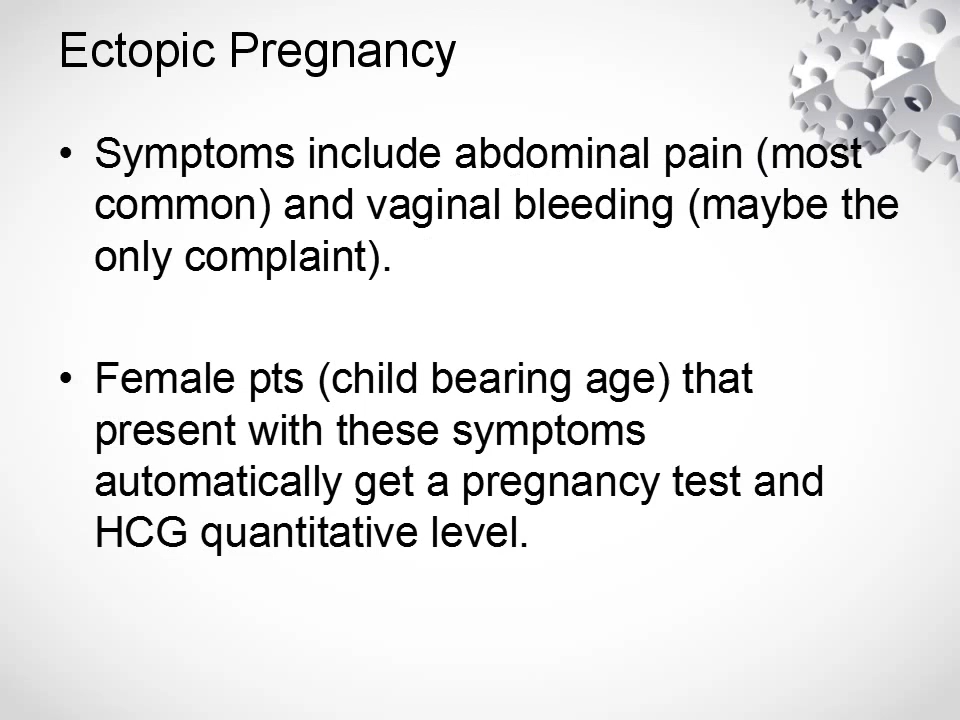 Ectopic Pregnancy
• Symptoms include abdominal pain (most
common) and vaginal bleeding (maybe the
only complaint).
• Female pts (child bearing age) that
present with these symptoms
automatically get a pregnancy test and
HCG quantitative level.